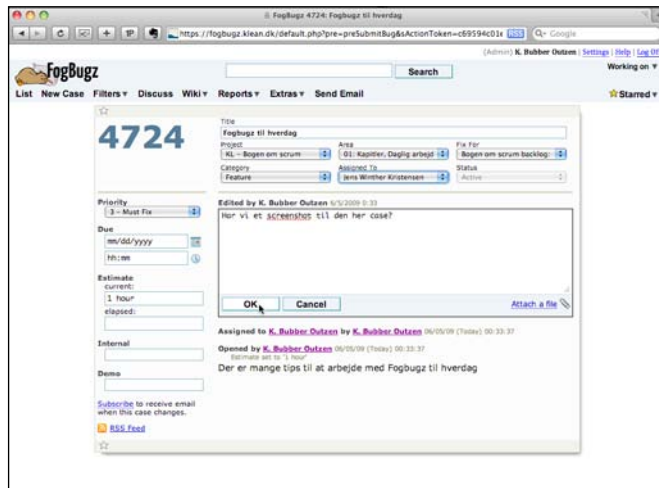 FogBugz 4724: Fogbugz til hverdag
https://fogbugz.klean.dk/default.php?pre=preSubmitBug&sActionToken=c69594c01e RSS Google
(Admin) K. Bubber Outzen | Settings | Help | Log Off
FogBugz
Search
Working on
List New Case Filters Discuss Wiki Reports Extras Send Email Starred
4724
Title
Fogbugz til hverdag
Project Area Fix For
KL - Bogen om scrum 01: Kapitler, Daglig arbejd Bogen om scrum backlog:
Category Assigned To Status
Feature Jens Winther Kristensen Active
Priority
3 - Must Fix
Due
mm/dd/yyyy
hh:mm
Estimate
current:
1 hour
elapsed:
Internal
Demo
Subscribe to receive email
when this case changes.
RSS Feed
Edited by K. Bubber Outzen 6/5/2009 0:33
Har vi et screenshot til den her case?
OK Cancel Attach a file
Assigned to K. Bubber Outzen by K. Bubber Outzen 06/05/09 (Today) 00:33:37
Opened by K. Bubber Outzen 06/05/09 (Today) 00:33:37
Estimate set to '1 hour'
Der er mange tips til at arbejde med Fogbugz til hverdag